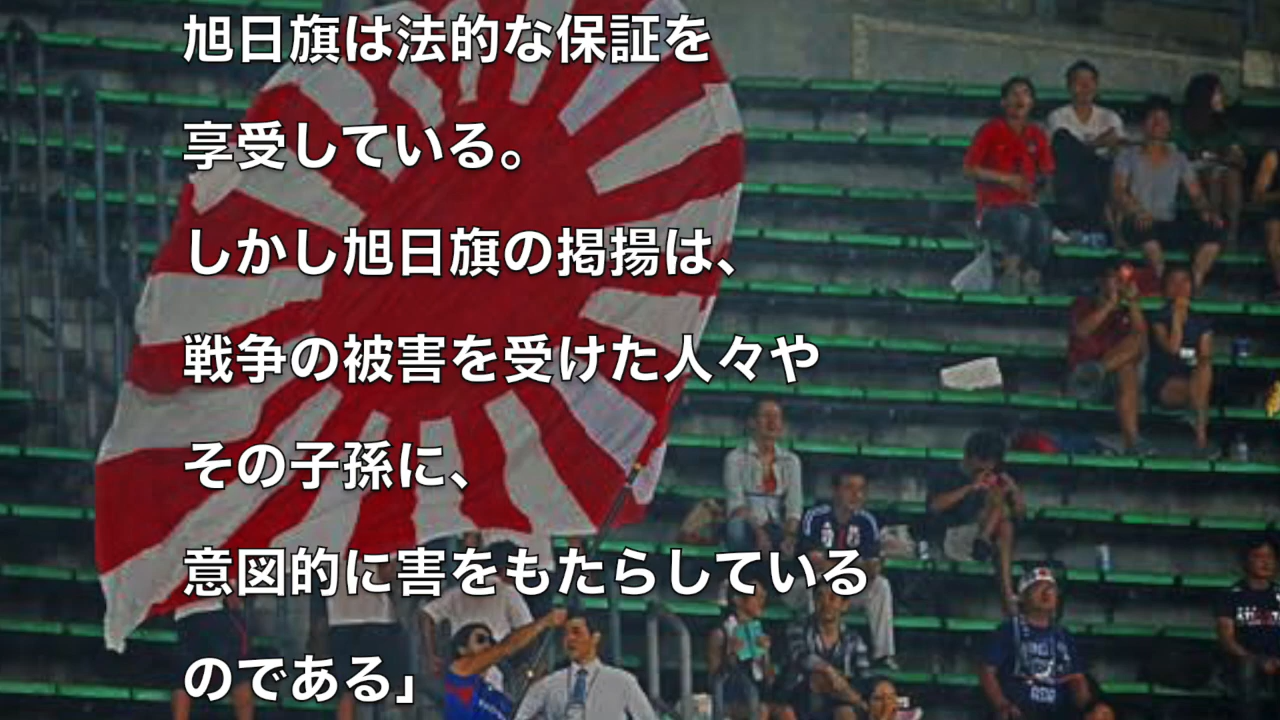 旭日旗は法的な保証を
享受している。
しかし旭日旗の掲揚は、
戦争の被害を受けた人々や
その子孫に、
意図的に害をもたらしている
のである」